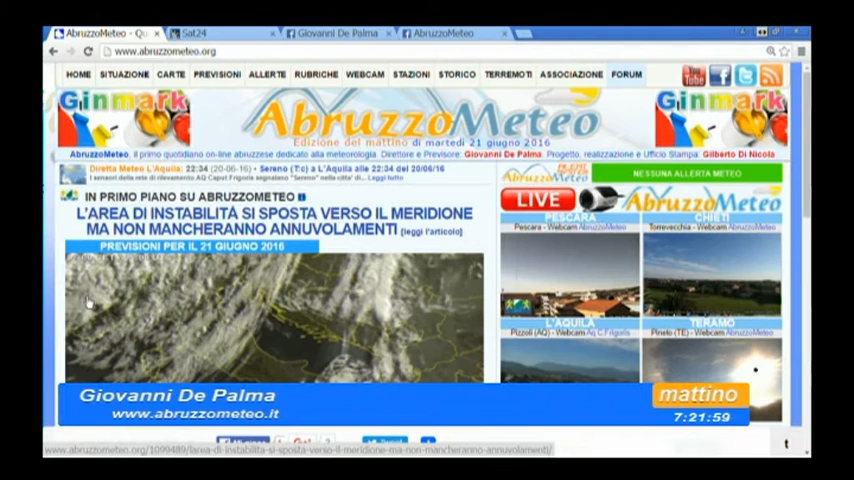 AbruzzoMeteo - Qu
Sat24
Giovanni De Palma
AbruzzoMeteo
www.abruzzometeo.org
HOME SITUAZIONE CARTE PREVISIONI ALLERTE RUBRICHE WEBCAM STAZIONI STORICO TERREMOTI ASSOCIAZIONE FORUM
You Tube
Ginmark
AbruzzoMeteo
Ginmark
Edizione del mattino di martedì 21 giugno 2016
AbruzzoMeteo. Il primo quotidiano on-line abruzzese dedicato alla meteorologia. Direttore e Previsore: Giovanni De Palma. Progetto, realizzazione e Ufficio Stampa: Gilberto Di Nicola
Diretta Meteo L'Aquila: 22:34 (20-06-16) - Sereno (T:c) a L'Aquila alle 22:34 del 20/06/16
I sensori della rete di rilevamento AQ Caput Frigoris segnalano "Sereno" nelle citta' di... Leggi tutto
AbruzzoMeteo
NESSUNA ALLERTA METEO
IN PRIMO PIANO SU ABRUZZOMETEO
L'AREA DI INSTABILITÀ SI SPOSTA VERSO IL MERIDIONE
MA NON MANCHERANNO ANNUVOLAMENTI [leggi l'articolo]
PREVISIONI PER IL 21 GIUGNO 2016
LIVE
AbruzzoMeteo
PESCARA
Pescara - Webcam AbruzzoMeteo
CHIETI
Torrevecchia - Webcam AbruzzoMeteo
L'AQUILA
Pizzoli (AQ) - Webcam Aq C.Frigoris
TERAMO
Pineto (TE) - Webcam AbruzzoMeteo
Giovanni De Palma
www.abruzzometeo.it
mattino
7:21:59
Mi piace
Tweet
www.abruzzometeo.org/1099489/larea-di-instabilita-si-sposta-verso-il-meridione-ma-non-mancheranno-annuvolamenti/